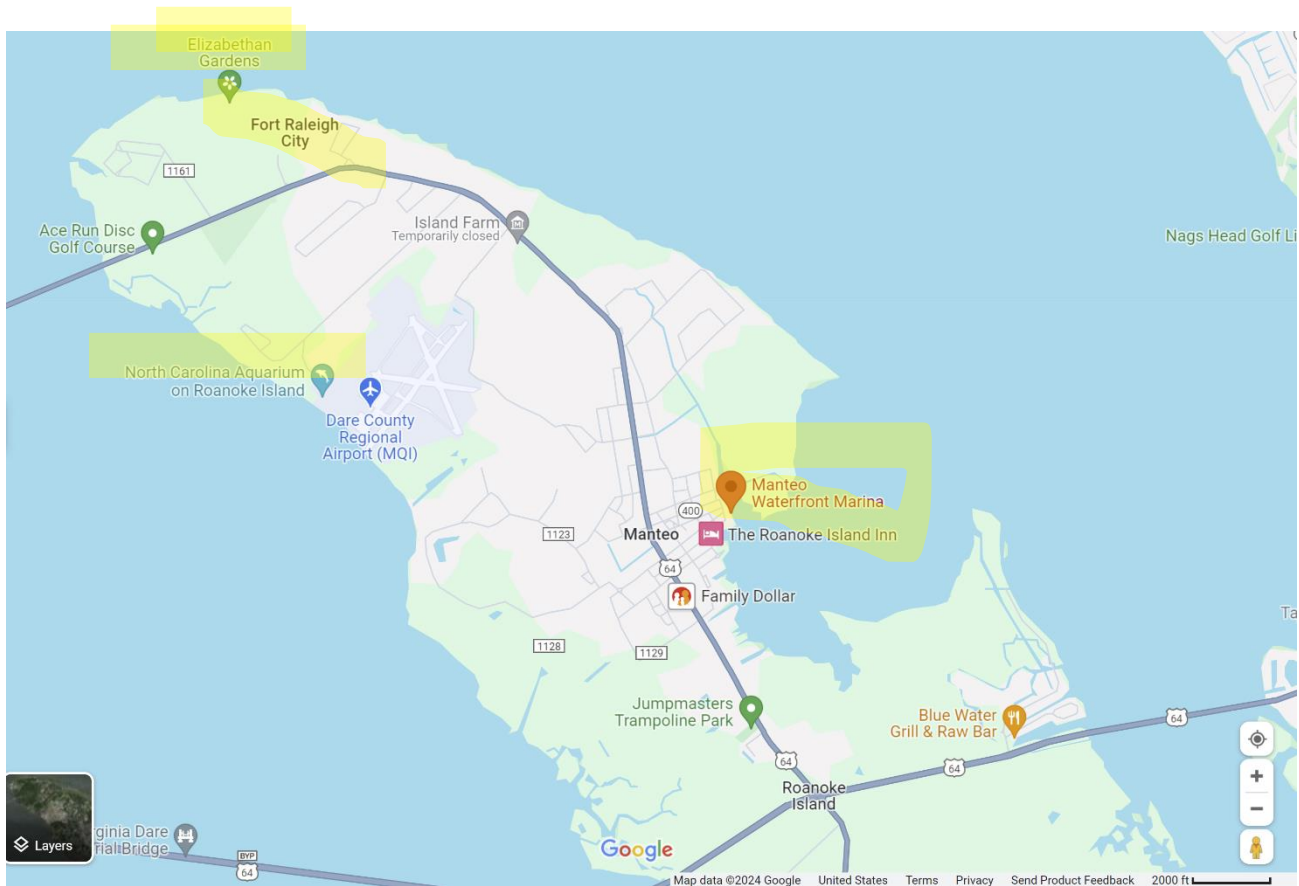 Elizabethan
Gardens
Fort Raleigh
City
1161
Ace Run Disc
Golf Course
Island Farm
Temporarily closed
Nags Head Golf Li
North Carolina Aquarium
on Roanoke Island
Dare County
Regional
Airport (MQI)
Manteo
Waterfront Marina
400
1123
Manteo
The Roanoke Island Inn
64
Family Dollar
Ta
1128
1129
Jumpmasters
Trampoline Park
Blue Water
Grill & Raw Bar
64
64
64
Roanoke
Island
ginia Dare
rial Bridge
Layers
BYP
64
Google
Map data ©2024 Google United States Terms Privacy Send Product Feedback 2000 ft